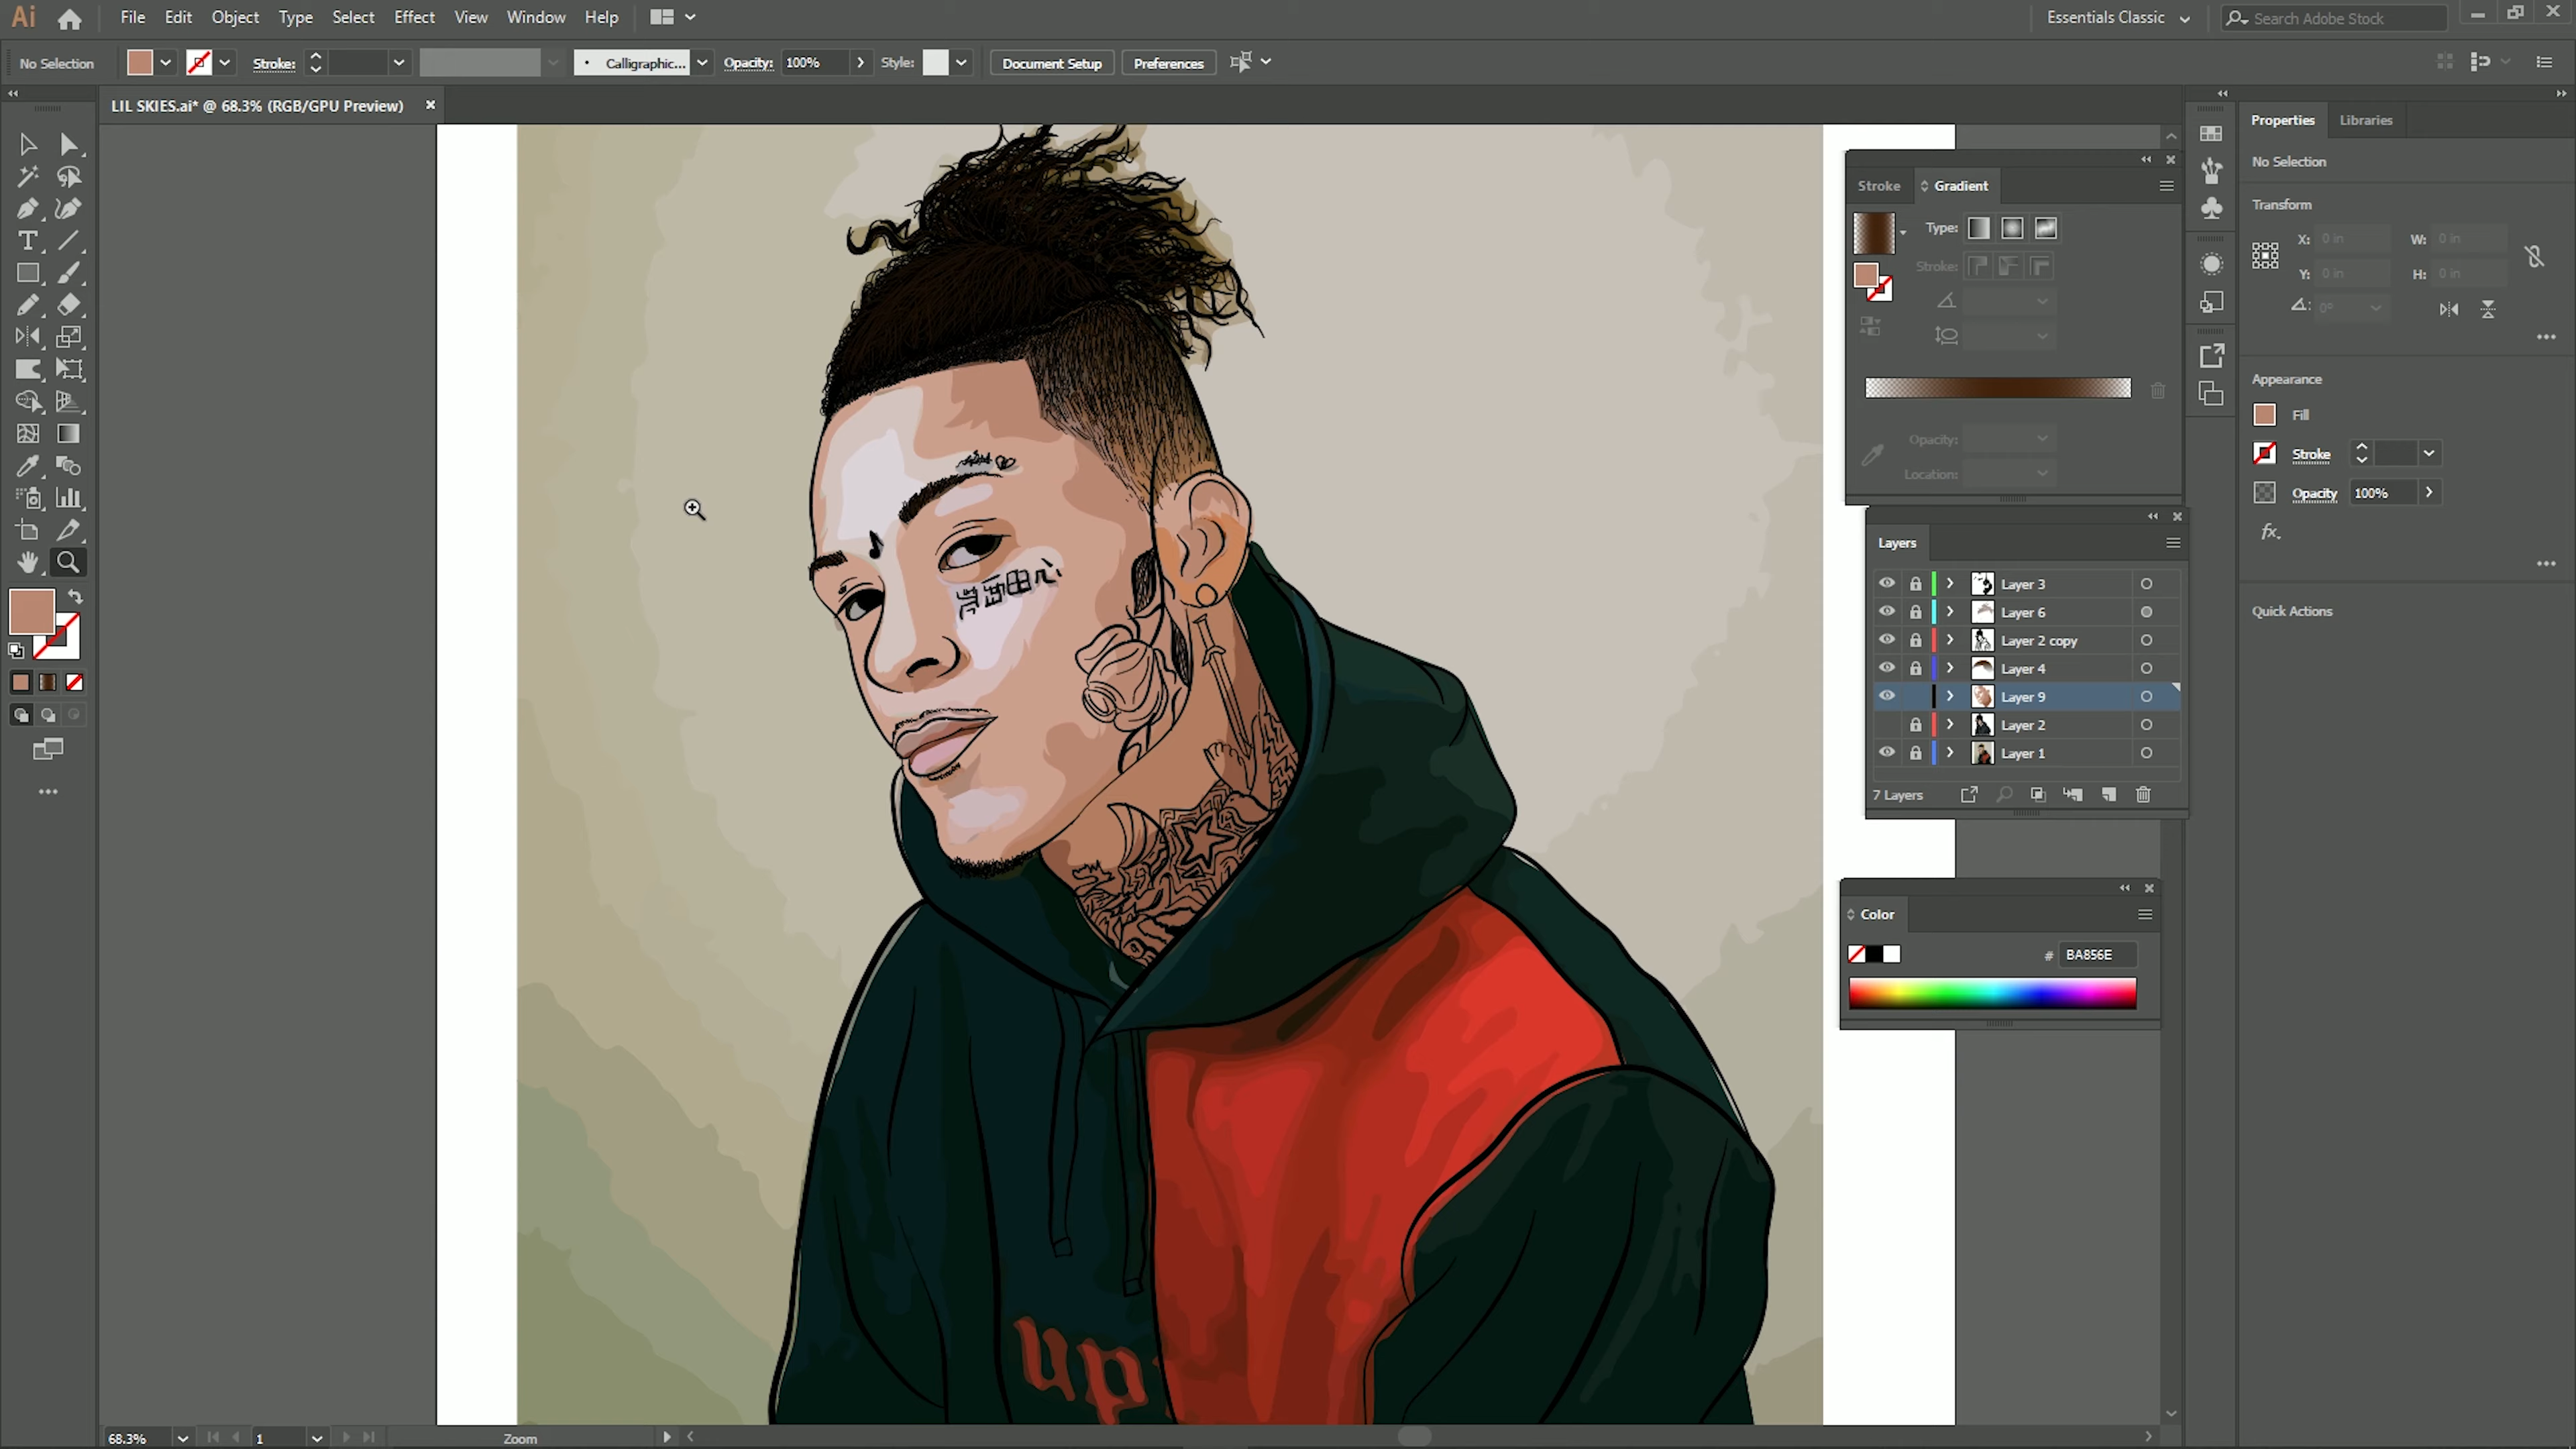 Ai File Edit Object Type Select Effect View Window Help Essentials Classic Search Adobe Stock
No Selection Stroke: Calligraphic... Opacity: 100% Style: Document Setup Preferences
LIL SKIES.ai* @ 68.3% (RGB/GPU Preview)
Properties Libraries
No Selection
Transform
X: 0 in W: 0 in
Y: 0 in H: 0 in
0°
Appearance
Fill
Stroke
Opacity 100%
fx.
Quick Actions
Stroke Gradient
Type:
Stroke:
Opacity:
Location:
Layers
Layer 3
Layer 6
Layer 2 copy
Layer 4
Layer 9
Layer 2
Layer 1
7 Layers
Color
# BA856E
up
68.3% 1 Zoom